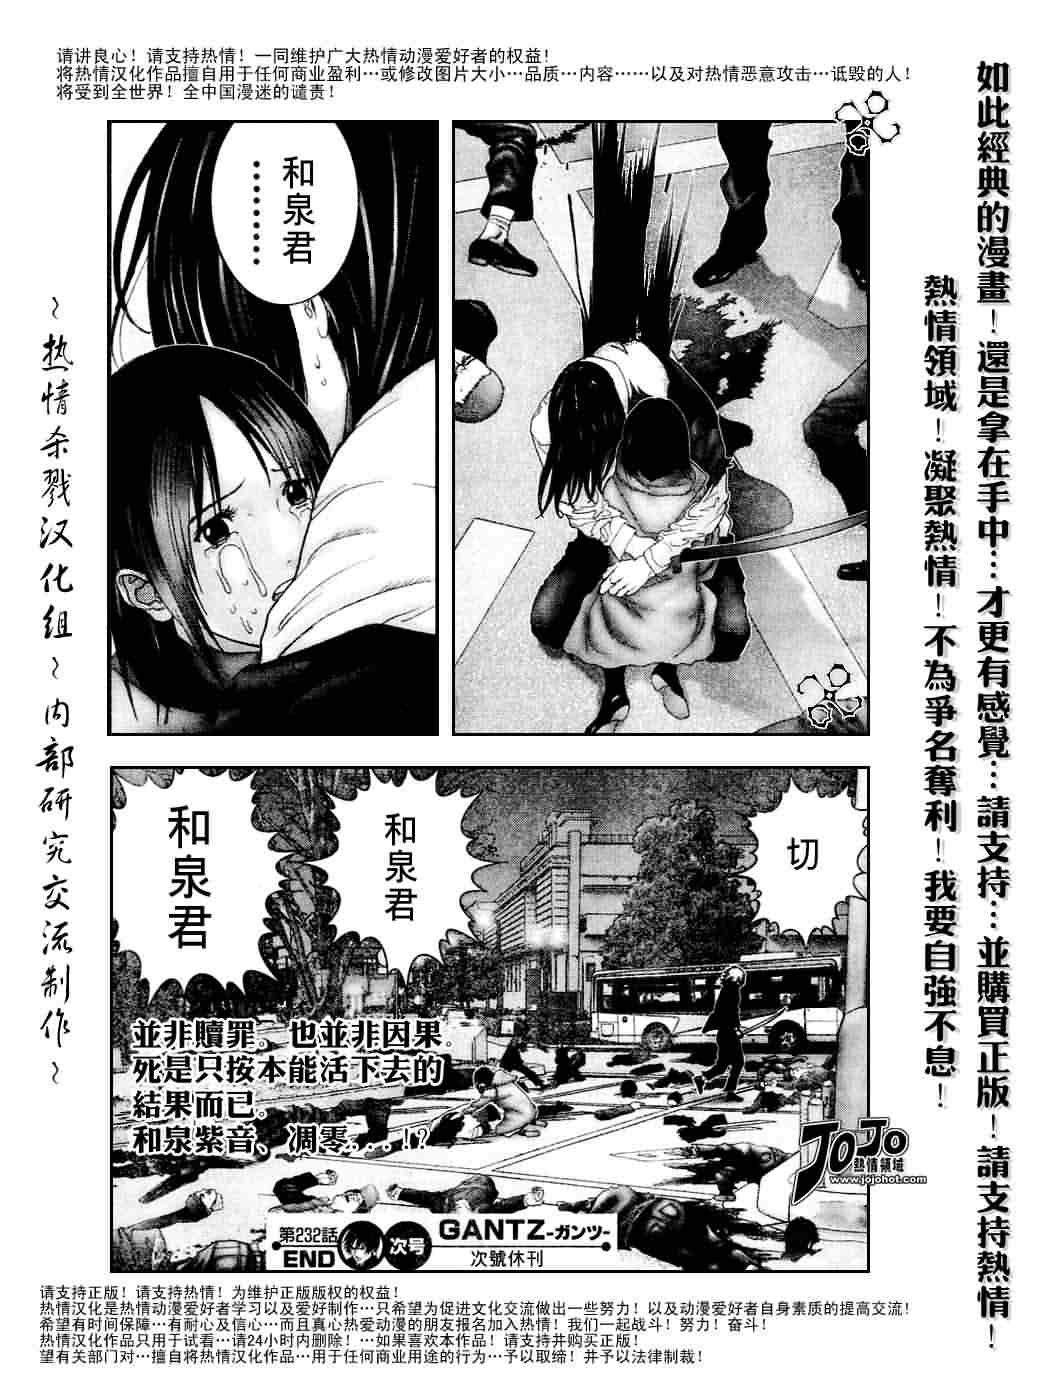 请讲良心！请支持热情！一同维护广大热情动漫爱好者的权益！
将热情汉化作品擅自用于任何商业盈利…或修改图片大小…品质…内容……以及对热情恶意攻击…诋毁的人！
将受到全世界！全中国漫迷的谴责！
如此經典的漫畫！還是拿在手中…才更有感覺…請支持…並購買正版！請支持熱情！
熱情領域！凝聚熱情！不為爭名奪利！我要自強不息！
和泉君………
～热情杀戮汉化组～内部研究交流制作～
切
和泉君
和泉君
並非贖罪。也並非因果。
死是只按本能活下去的
結果而已。
和泉紫音、凋零...!?
JOJO
熱情領域
www.jojohot.com
第232話
END
次号
GANTZ-ガンツ-
次號休刊
请支持正版！请支持热情！为维护正版版权的权益！
热情汉化是热情动漫爱好者学习以及爱好制作…只希望为促进文化交流做出一些努力！以及动漫爱好者自身素质的提高交流！
希望有时间保障…有耐心及信心…而且真心热爱动漫的朋友报名加入热情！我们一起战斗！努力！奋斗！
热情汉化作品只用于试看…请24小时内删除！…如果喜欢本作品！请支持并购买正版！
望有关部门对…擅自将热情汉化作品…用于任何商业用途的行为…予以取缔！并予以法律制裁！